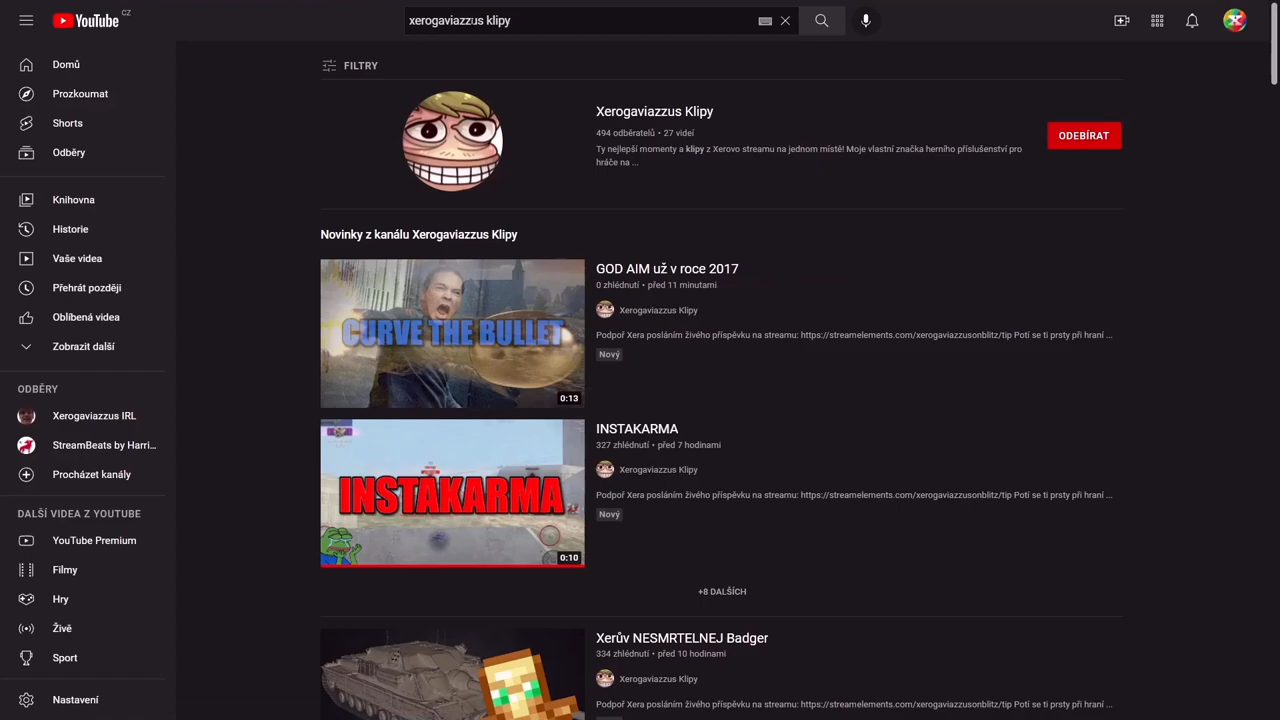 YouTube CZ
xerogaviazzus klipy
Domů
Prozkoumat
Shorts
Odběry
Knihovna
Historie
Vaše videa
Přehrát později
Oblíbená videa
Zobrazit další
ODBĚRY
Xerogaviazzus IRL
StreamBeats by Harri...
Procházet kanály
DALŠÍ VIDEA Z YOUTUBE
YouTube Premium
Filmy
Hry
Živě
Sport
Nastavení
FILTRY
Xerogaviazzus Klipy
494 odběratelů • 27 videí
Ty nejlepší momenty a klipy z Xerovo streamu na jednom místě! Moje vlastní značka herního příslušenství pro
hráče na ...
ODEBÍRAT
Novinky z kanálu Xerogaviazzus Klipy
CURVE THE BULLET
0:13
GOD AIM už v roce 2017
0 zhlédnutí • před 11 minutami
Xerogaviazzus Klipy
Podpoř Xera posláním živého příspěvku na streamu: https://streamelements.com/xerogaviazzusonblitz/tip Potí se ti prsty při hraní ...
Nový
INSTAKARMA
0:10
INSTAKARMA
327 zhlédnutí • před 7 hodinami
Xerogaviazzus Klipy
Podpoř Xera posláním živého příspěvku na streamu: https://streamelements.com/xerogaviazzusonblitz/tip Potí se ti prsty při hraní ...
Nový
+8 DALŠÍCH
Xerův NESMRTELNEJ Badger
334 zhlédnutí • před 10 hodinami
Xerogaviazzus Klipy
Podpoř Xera posláním živého příspěvku na streamu: https://streamelements.com/xerogaviazzusonblitz/tip Potí se ti prsty při hraní ...